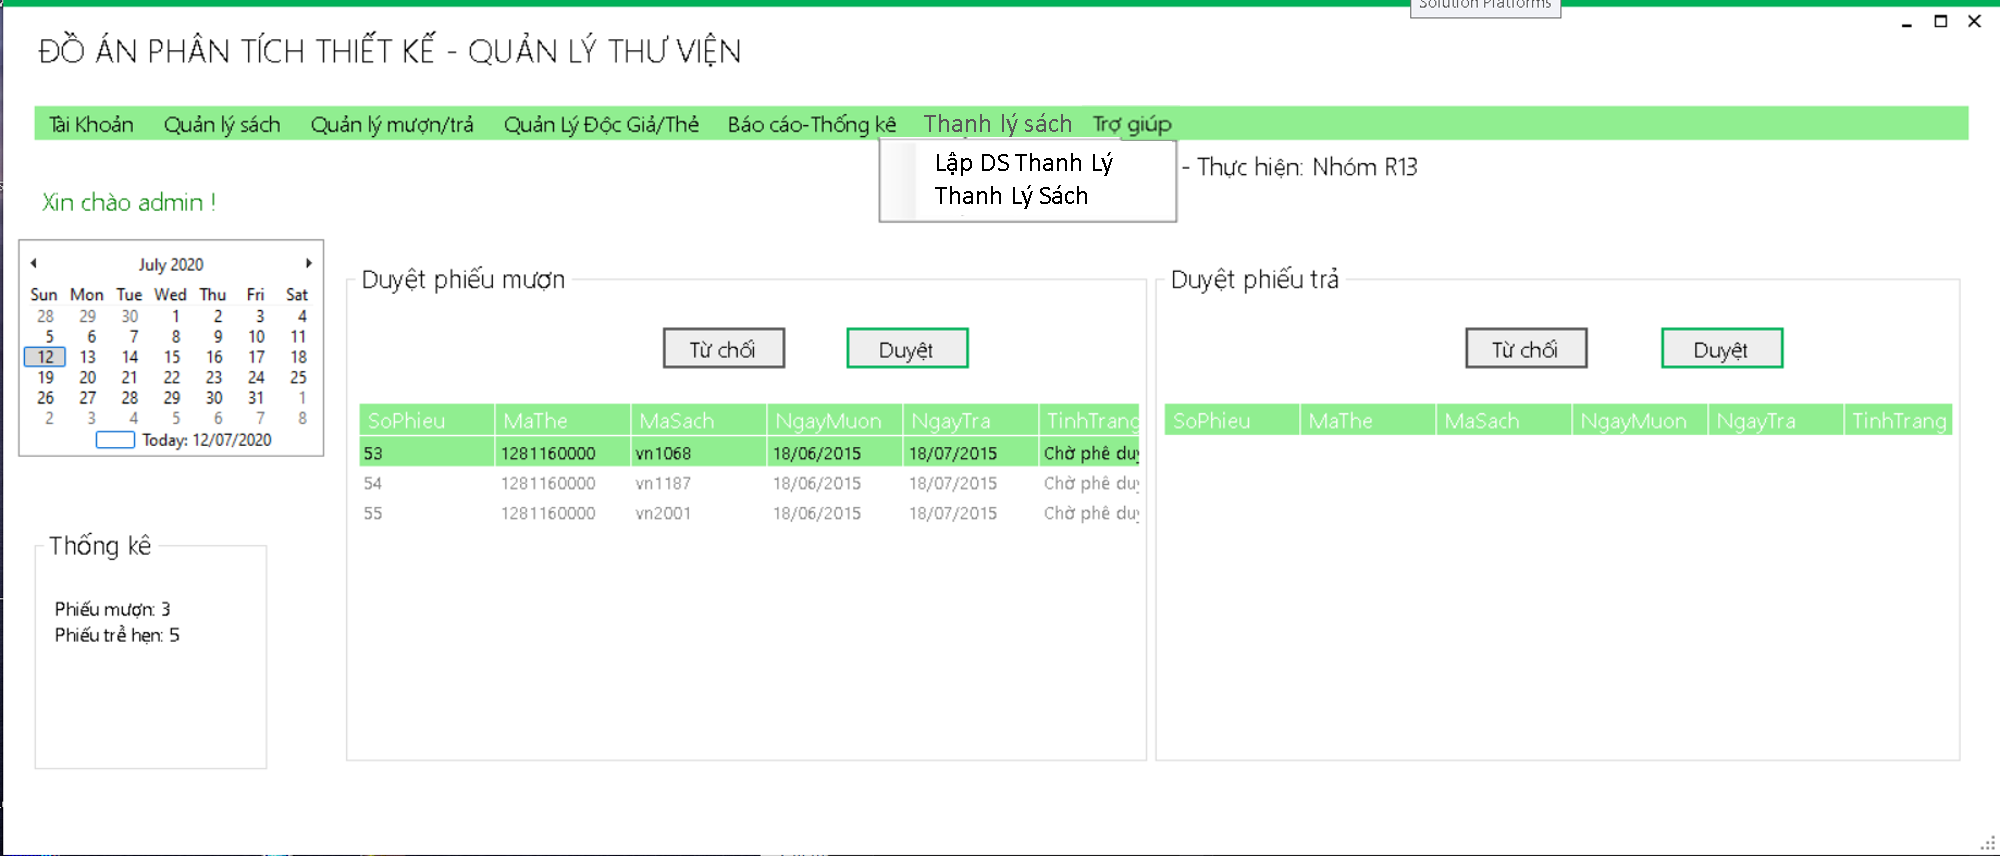 Solution Platforms
ĐỒ ÁN PHÂN TÍCH THIẾT KẾ - QUẢN LÝ THƯ VIỆN
Tài Khoản Quản lý sách Quản lý mượn/trả Quản Lý Độc Giả/Thẻ Báo cáo-Thống kê Thanh lý sách Trợ giúp
Lập DS Thanh Lý
Thanh Lý Sách
- Thực hiện: Nhóm R13
Xin chào admin !
July 2020
Sun Mon Tue Wed Thu Fri Sat
28 29 30 1 2 3 4
5 6 7 8 9 10 11
12 13 14 15 16 17 18
19 20 21 22 23 24 25
26 27 28 29 30 31 1
2 3 4 5 6 7 8
Today: 12/07/2020
Thống kê
Phiếu mượn: 3
Phiếu trễ hẹn: 5
Duyệt phiếu mượn
Từ chối Duyệt
SoPhieu MaThe MaSach NgayMuon NgayTra TinhTrang
53 1281160000 vn1068 18/06/2015 18/07/2015 Chờ phê duy
54 1281160000 vn1187 18/06/2015 18/07/2015 Chờ phê duy
55 1281160000 vn2001 18/06/2015 18/07/2015 Chờ phê duy
Duyệt phiếu trả
Từ chối Duyệt
SoPhieu MaThe MaSach NgayMuon NgayTra TinhTrang